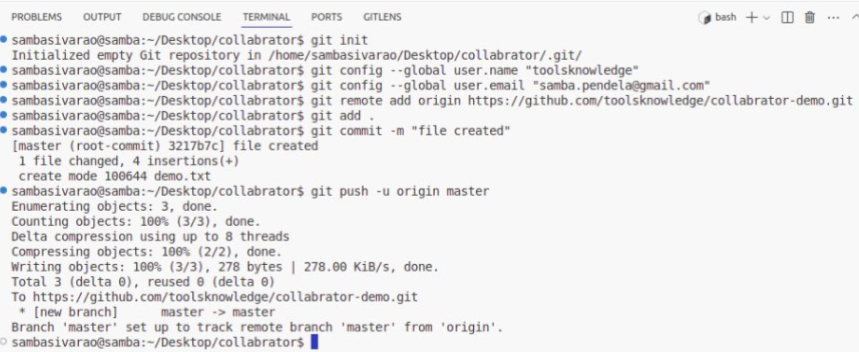 PROBLEMS OUTPUT DEBUG CONSOLE TERMINAL PORTS GITLENS bash
sambasivarao@samba:~/Desktop/collabrator$ git init
Initialized empty Git repository in /home/sambasivarao/Desktop/collabrator/.git/
sambasivarao@samba:~/Desktop/collabrator$ git config --global user.name "toolsknowledge"
sambasivarao@samba:~/Desktop/collabrator$ git config --global user.email "samba.pendela@gmail.com"
sambasivarao@samba:~/Desktop/collabrator$ git remote add origin https://github.com/toolsknowledge/collabrator-demo.git
sambasivarao@samba:~/Desktop/collabrator$ git add .
sambasivarao@samba:~/Desktop/collabrator$ git commit -m "file created"
[master (root-commit) 3217b7c] file created
1 file changed, 4 insertions(+)
create mode 100644 demo.txt
sambasivarao@samba:~/Desktop/collabrator$ git push -u origin master
Enumerating objects: 3, done.
Counting objects: 100% (3/3), done.
Delta compression using up to 8 threads
Compressing objects: 100% (2/2), done.
Writing objects: 100% (3/3), 278 bytes | 278.00 KiB/s, done.
Total 3 (delta 0), reused 0 (delta 0)
To https://github.com/toolsknowledge/collabrator-demo.git
* [new branch] master -> master
Branch 'master' set up to track remote branch 'master' from 'origin'.
sambasivarao@samba:~/Desktop/collabrator$